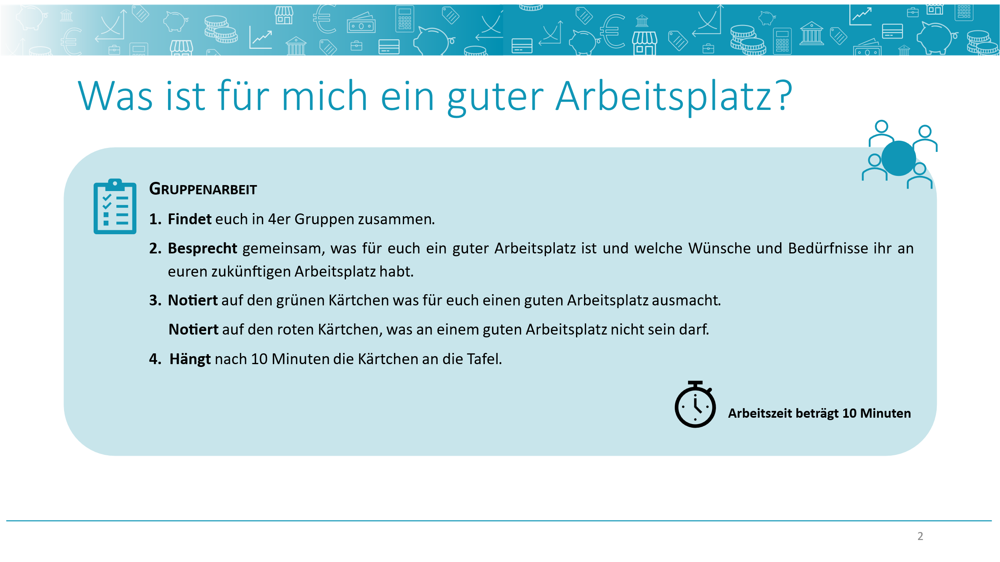 Was ist für mich ein guter Arbeitsplatz?
GRUPPENARBEIT
1. Findet euch in 4er Gruppen zusammen.
2. Besprecht gemeinsam, was für euch ein guter Arbeitsplatz ist und welche Wünsche und Bedürfnisse ihr an
euren zukünftigen Arbeitsplatz habt.
3. Notiert auf den grünen Kärtchen was für euch einen guten Arbeitsplatz ausmacht.
Notiert auf den roten Kärtchen, was an einem guten Arbeitsplatz nicht sein darf.
4. Hängt nach 10 Minuten die Kärtchen an die Tafel.
Arbeitszeit beträgt 10 Minuten
2